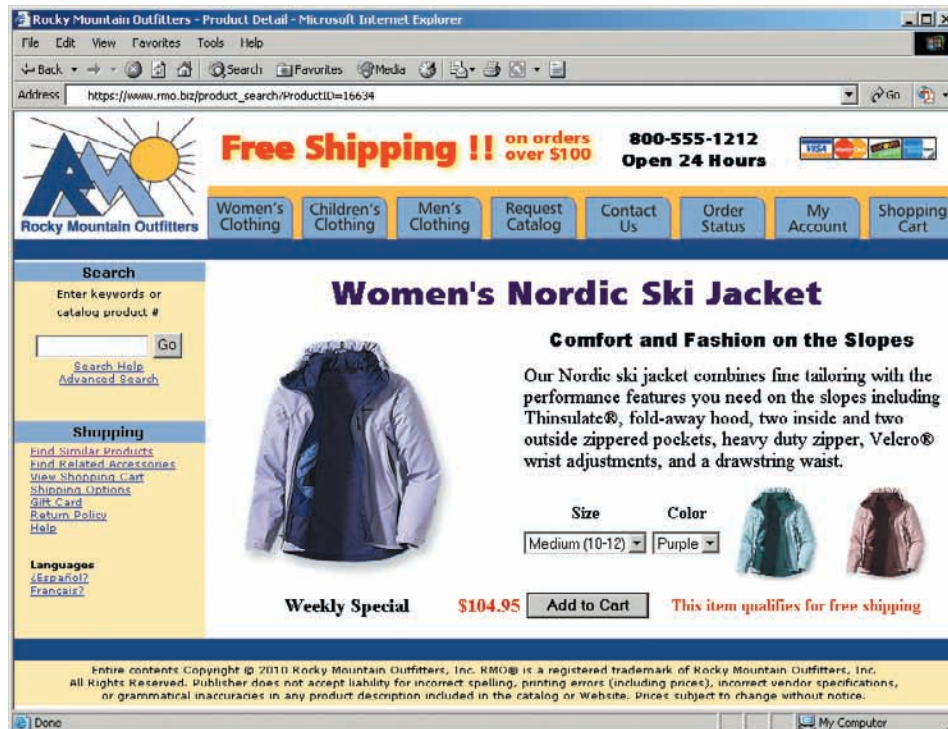 Rocky Mountain Outfitters - Product Detail - Microsoft Internet Explorer
File Edit View Favorites Tools Help
Back Search Favorites Media
Address https://www.rmo.biz/product_search/ProductID=16634 Go
Free Shipping !! on orders over $100
800-555-1212
Open 24 Hours
VISA
RM
Rocky Mountain Outfitters
Women's Clothing
Children's Clothing
Men's Clothing
Request Catalog
Contact Us
Order Status
My Account
Shopping Cart
Search
Enter keywords or
catalog product #
Go
Search Help
Advanced Search
Shopping
Find Similar Products
Find Related Accessories
View Shopping Cart
Shipping Options
Gift Card
Return Policy
Help
Languages
¿Español?
Français?
Women's Nordic Ski Jacket
Comfort and Fashion on the Slopes
Our Nordic ski jacket combines fine tailoring with the
performance features you need on the slopes including
Thinsulate®, fold-away hood, two inside and two
outside zippered pockets, heavy duty zipper, Velcro®
wrist adjustments, and a drawstring waist.
Size Color
Medium (10-12) Purple
Weekly Special $104.95 Add to Cart This item qualifies for free shipping
Entire contents Copyright © 2010 Rocky Mountain Outfitters, Inc. RMO® is a registered trademark of Rocky Mountain Outfitters, Inc.
All Rights Reserved. Publisher does not accept liability for incorrect spelling, printing errors (including prices), incorrect vendor specifications,
or grammatical inaccuracies in any product description included in the catalog or Website. Prices subject to change without notice.
Done My Computer